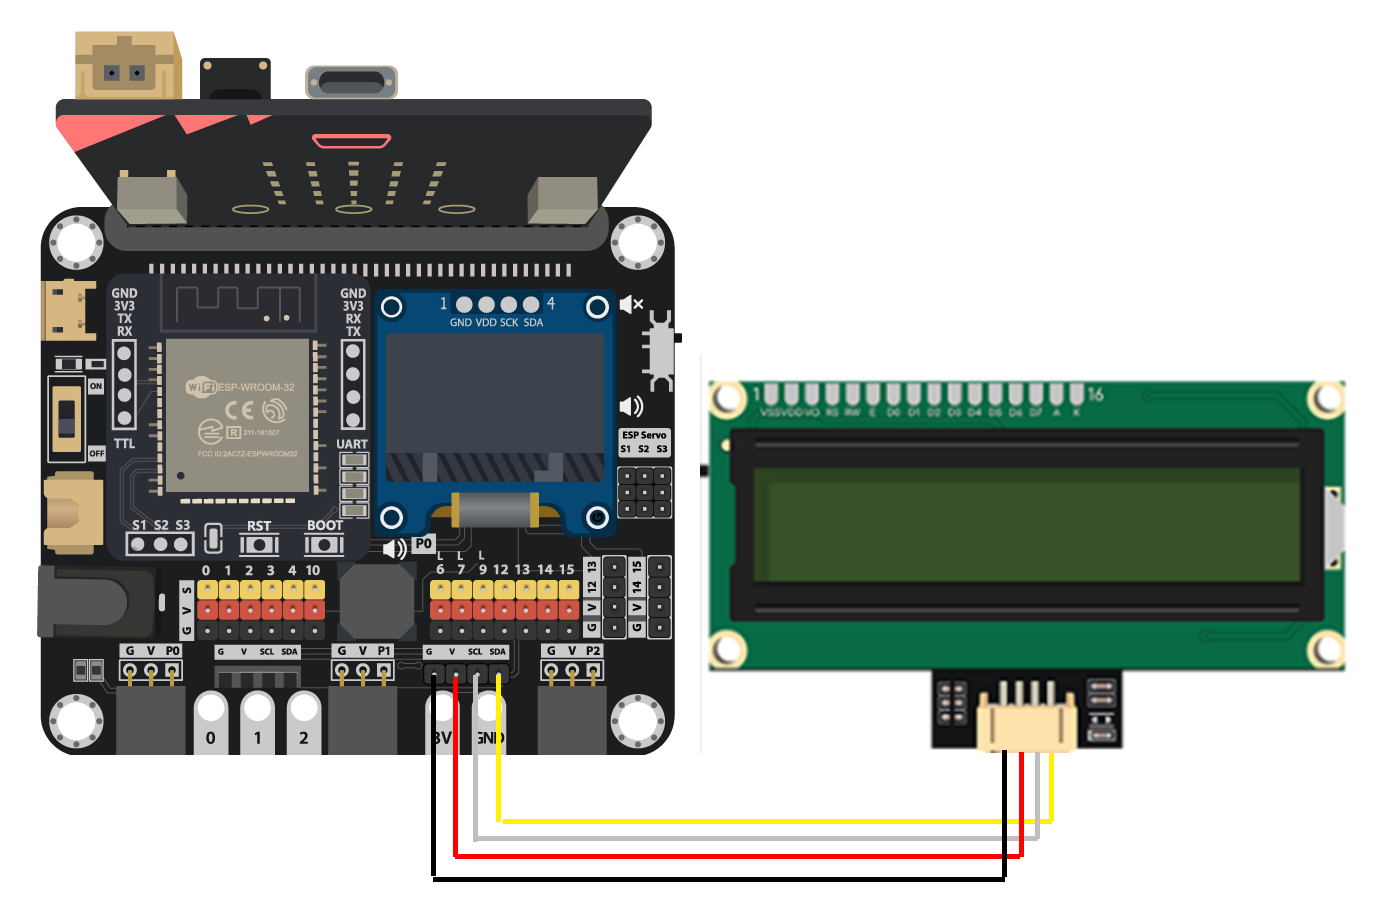 GND
3V3
TX
RX
TTL
ON
OFF
WiFi ESP-WROOM-32
CE
R 211-161007
FCC ID:2AC7Z-ESPWROOM32
GND
3V3
RX
TX
UART
1 4
GND VDD SCK SDA
ESP Servo
S1 S2 S3
S1 S2 S3
RST
BOOT
P0
L L L
0 1 2 3 4 10
6 7 9 12 13 14 15
S
V
G
13
12
V
G
15
14
V
G
G V P0
G V SCL SDA
G V P1
G V SCL SDA
G V P2
0 1 2
3V GND
1 16
VSS VDD VO RS RW E D0 D1 D2 D3 D4 D5 D6 D7 A K